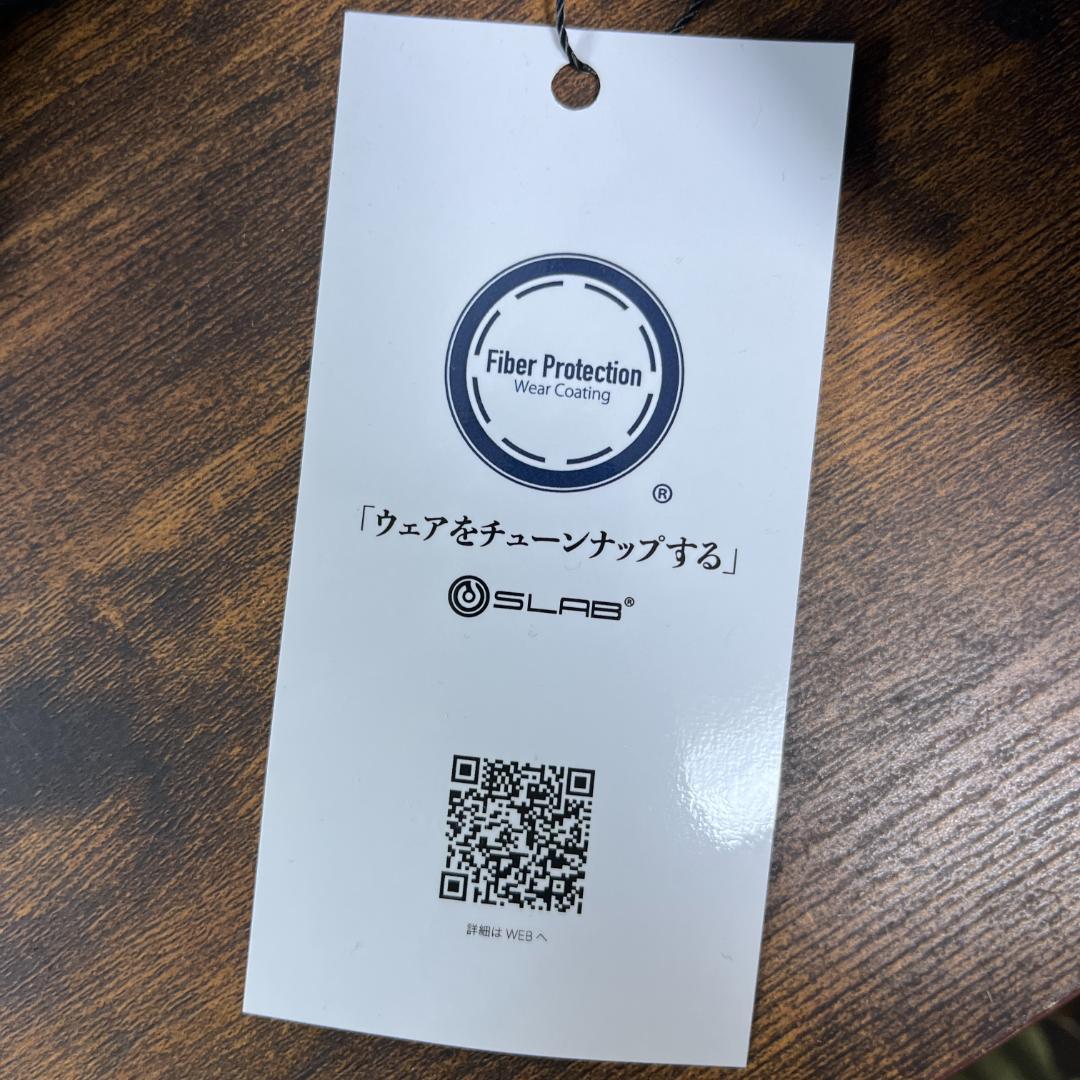 Fiber Protection
Wear Coating
®
「ウェアをチューンナップする」
SLAB®
詳細は WEB へ